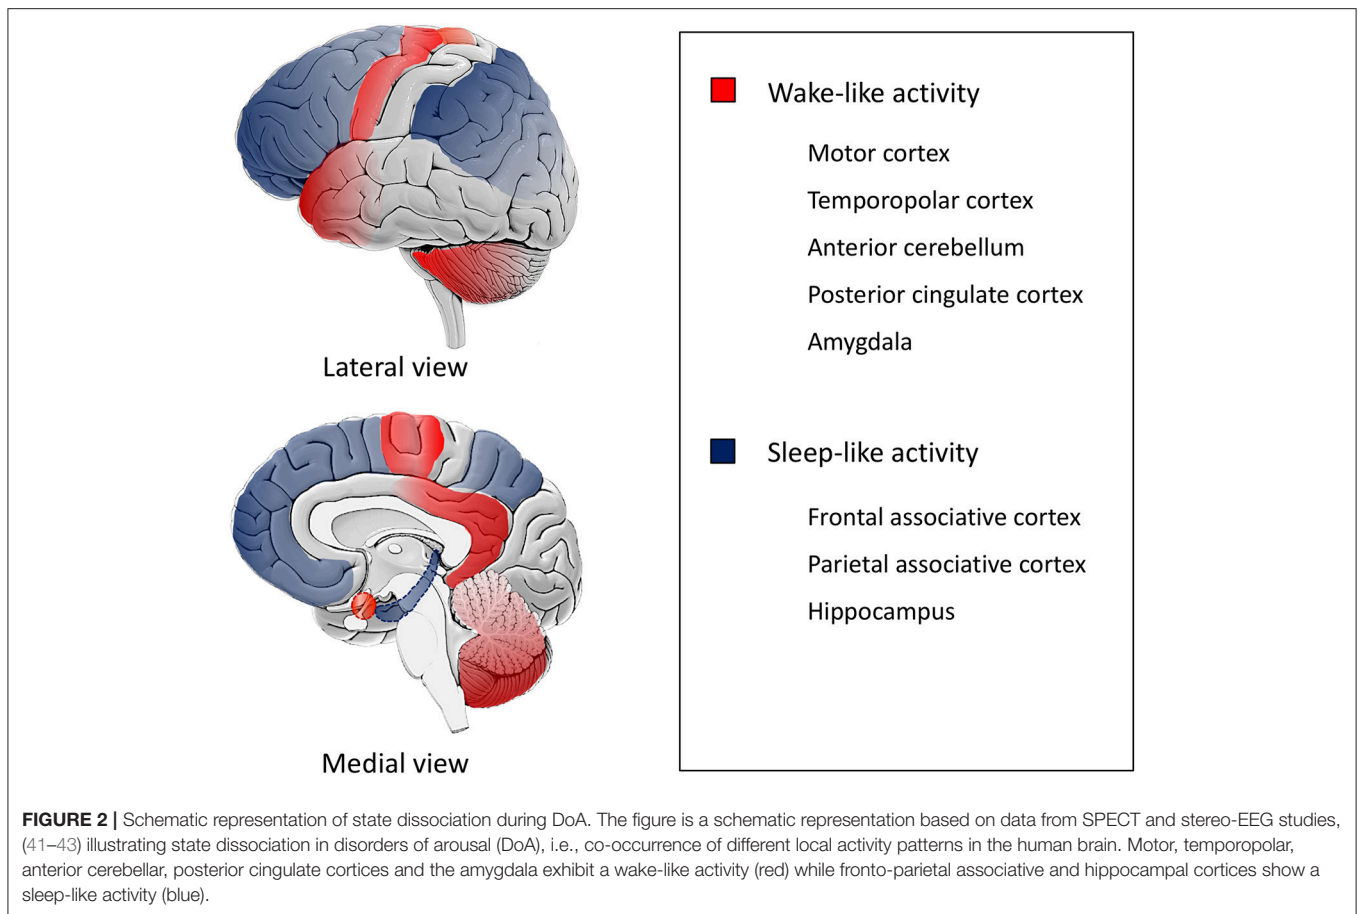 Lateral view
Medial view
Wake-like activity
Motor cortex
Temporopolar cortex
Anterior cerebellum
Posterior cingulate cortex
Amygdala
Sleep-like activity
Frontal associative cortex
Parietal associative cortex
Hippocampus
FIGURE 2 | Schematic representation of state dissociation during DoA. The figure is a schematic representation based on data from SPECT and stereo-EEG studies,
(41–43) illustrating state dissociation in disorders of arousal (DoA), i.e., co-occurrence of different local activity patterns in the human brain. Motor, temporopolar,
anterior cerebellar, posterior cingulate cortices and the amygdala exhibit a wake-like activity (red) while fronto-parietal associative and hippocampal cortices show a
sleep-like activity (blue).